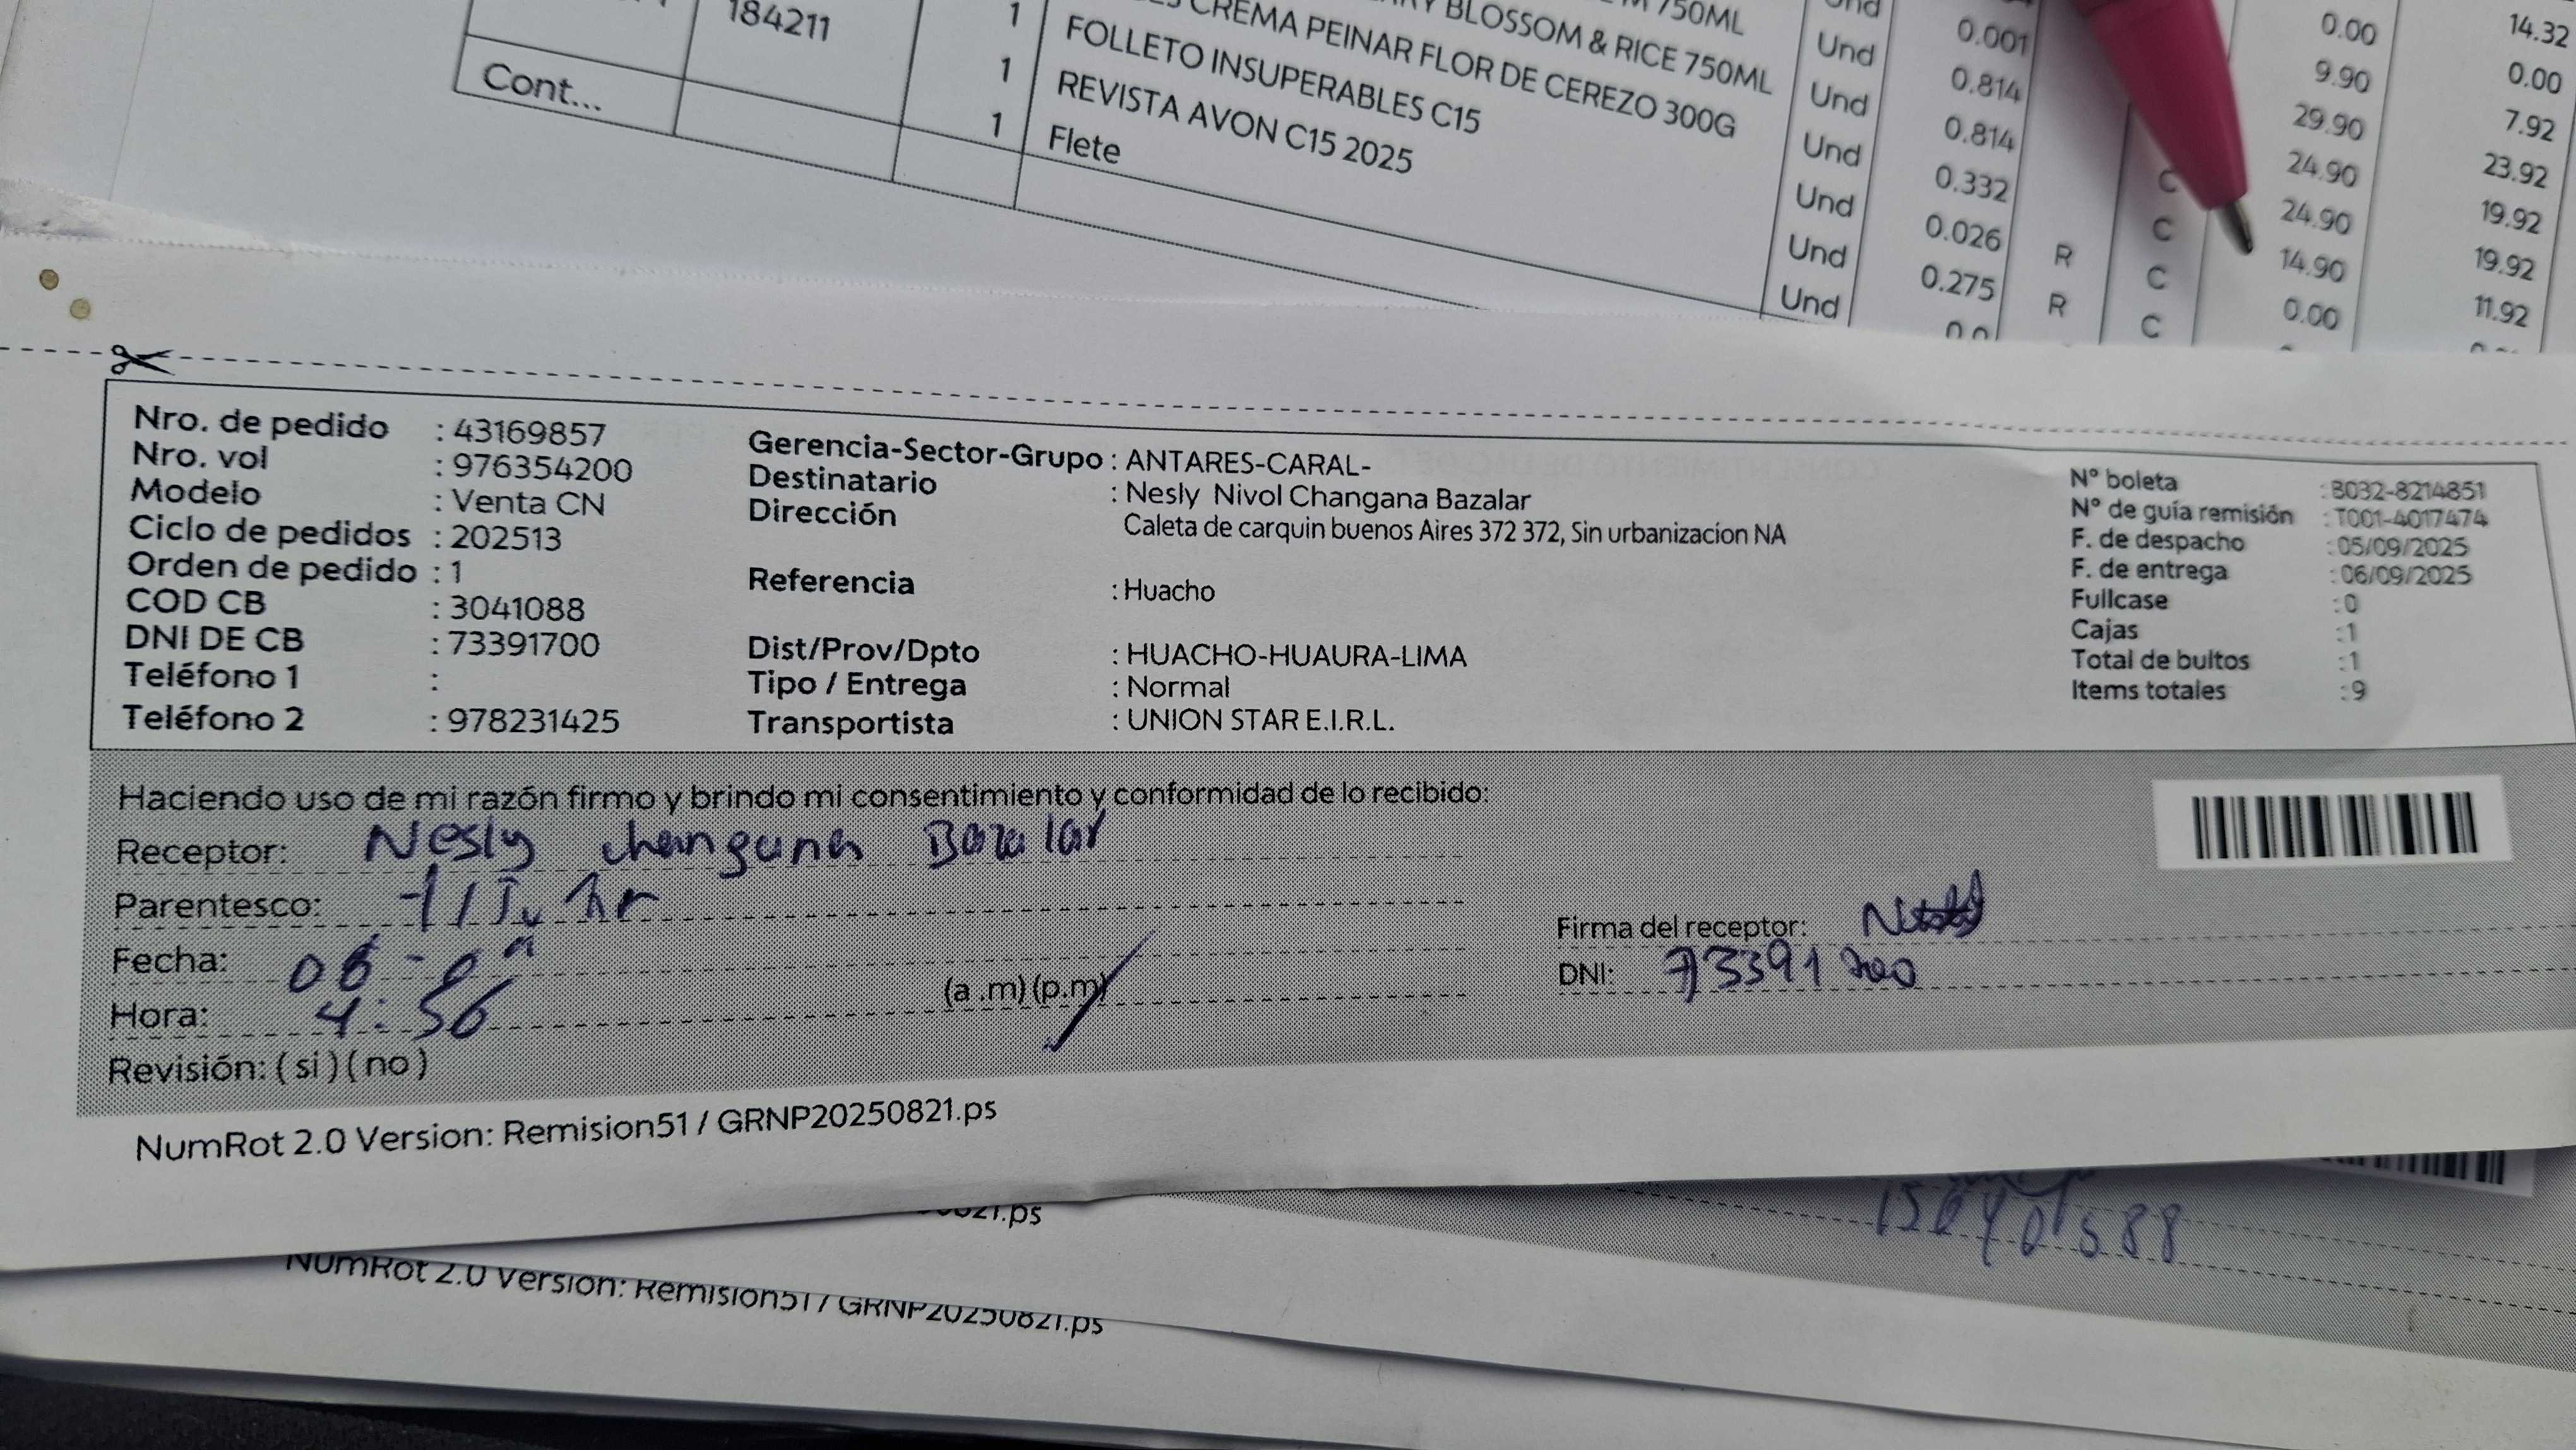 184211
1
M 750ML
Und
0.001
0.00
14.32
1
RY BLOSSOM & RICE 750ML
Und
0.814
9.90
0.00
CREMA PEINAR FLOR DE CEREZO 300G
Und
0.814
29.90
7.92
Cont...
1
FOLLETO INSUPERABLES C15
Und
0.332
C
24.90
23.92
REVISTA AVON C15 2025
Und
0.026
R
C
24.90
19.92
Flete
Und
0.275
R
C
14.90
19.92
Und
C
0.00
11.92
Nro. de pedido : 43169857
Nro. vol : 976354200
Modelo : Venta CN
Ciclo de pedidos : 202513
Orden de pedido : 1
COD CB : 3041088
DNI DE CB : 73391700
Teléfono 1 :
Teléfono 2 : 978231425
Gerencia-Sector-Grupo : ANTARES-CARAL-
Destinatario : Nesly Nivol Changana Bazalar
Dirección Caleta de carquin buenos Aires 372 372, Sin urbanizacion NA
Referencia : Huacho
Dist/Prov/Dpto : HUACHO-HUAURA-LIMA
Tipo / Entrega : Normal
Transportista : UNION STAR E.I.R.L.
Nº boleta : B032-8214851
Nº de guía remisión : T001-4017474
F. de despacho : 05/09/2025
F. de entrega : 06/09/2025
Fullcase : 0
Cajas : 1
Total de bultos : 1
Items totales : 9
Haciendo uso de mi razón firmo y brindo mi consentimiento y conformidad de lo recibido:
Receptor: Nesly changana Bazalar
Parentesco:
Fecha: 06-09
Hora: 4:56 (a.m)(p.m)
Revisión: (si)(no)
Firma del receptor:
DNI: 73391700
NumRot 2.0 Version: Remision51 / GRNP20250821.ps
21.ps
NumRot 2.0 Version: Remision51 / GRNP20250821.ps